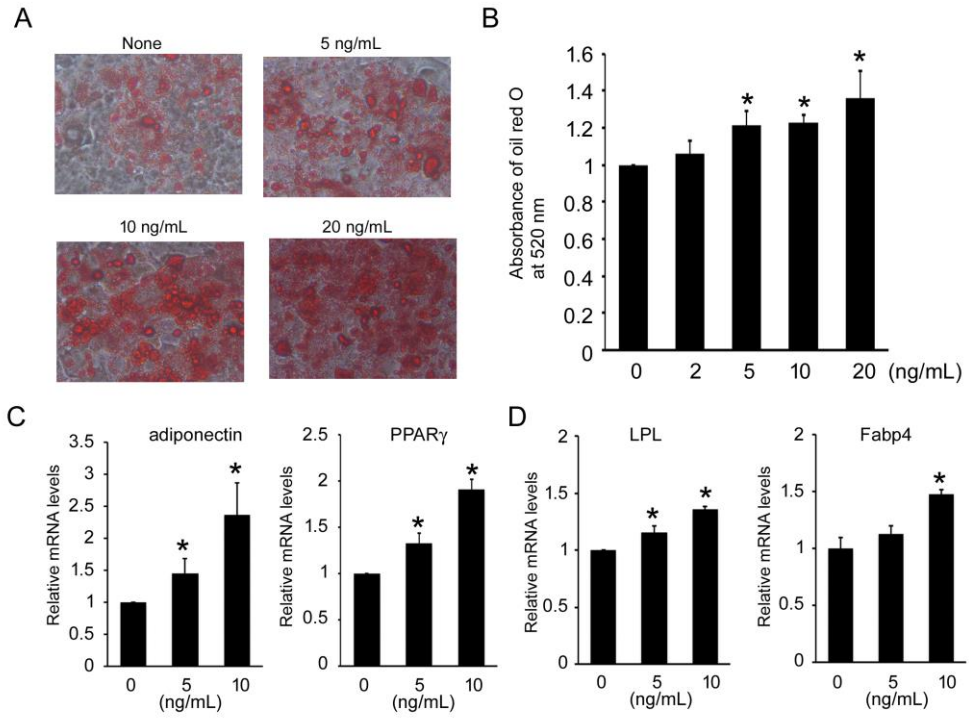 A
None
5 ng/mL
10 ng/mL
20 ng/mL
B
Absorbance of oil red O
at 520 nm
1.6
1.4
1.2
1
0.8
0.6
0.4
0.2
0
* * *
0 2 5 10 20 (ng/mL)
C
adiponectin
Relative mRNA levels
3.5
3
2.5
2
1.5
1
0.5
0
* *
0 5 10
(ng/mL)
PPARγ
Relative mRNA levels
2.5
2
1.5
1
0.5
0
* *
0 5 10
(ng/mL)
D
LPL
Relative mRNA levels
2
1.5
1
0.5
0
* *
0 5 10
(ng/mL)
Fabp4
Relative mRNA levels
2
1.5
1
0.5
0
*
0 5 10
(ng/mL)